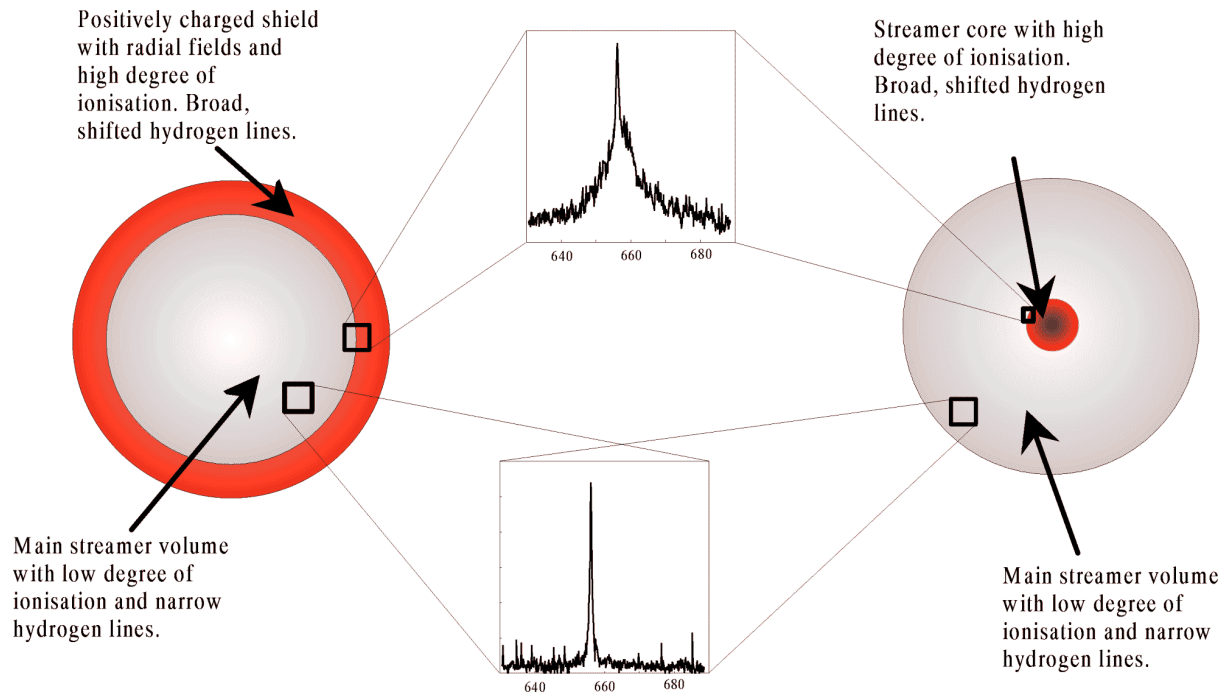 Positively charged shield
with radial fields and
high degree of
ionisation. Broad,
shifted hydrogen lines.
Streamer core with high
degree of ionisation.
Broad, shifted hydrogen
lines.
640 660 680
Main streamer volume
with low degree of
ionisation and narrow
hydrogen lines.
Main streamer volume
with low degree of
ionisation and narrow
hydrogen lines.
640 660 680